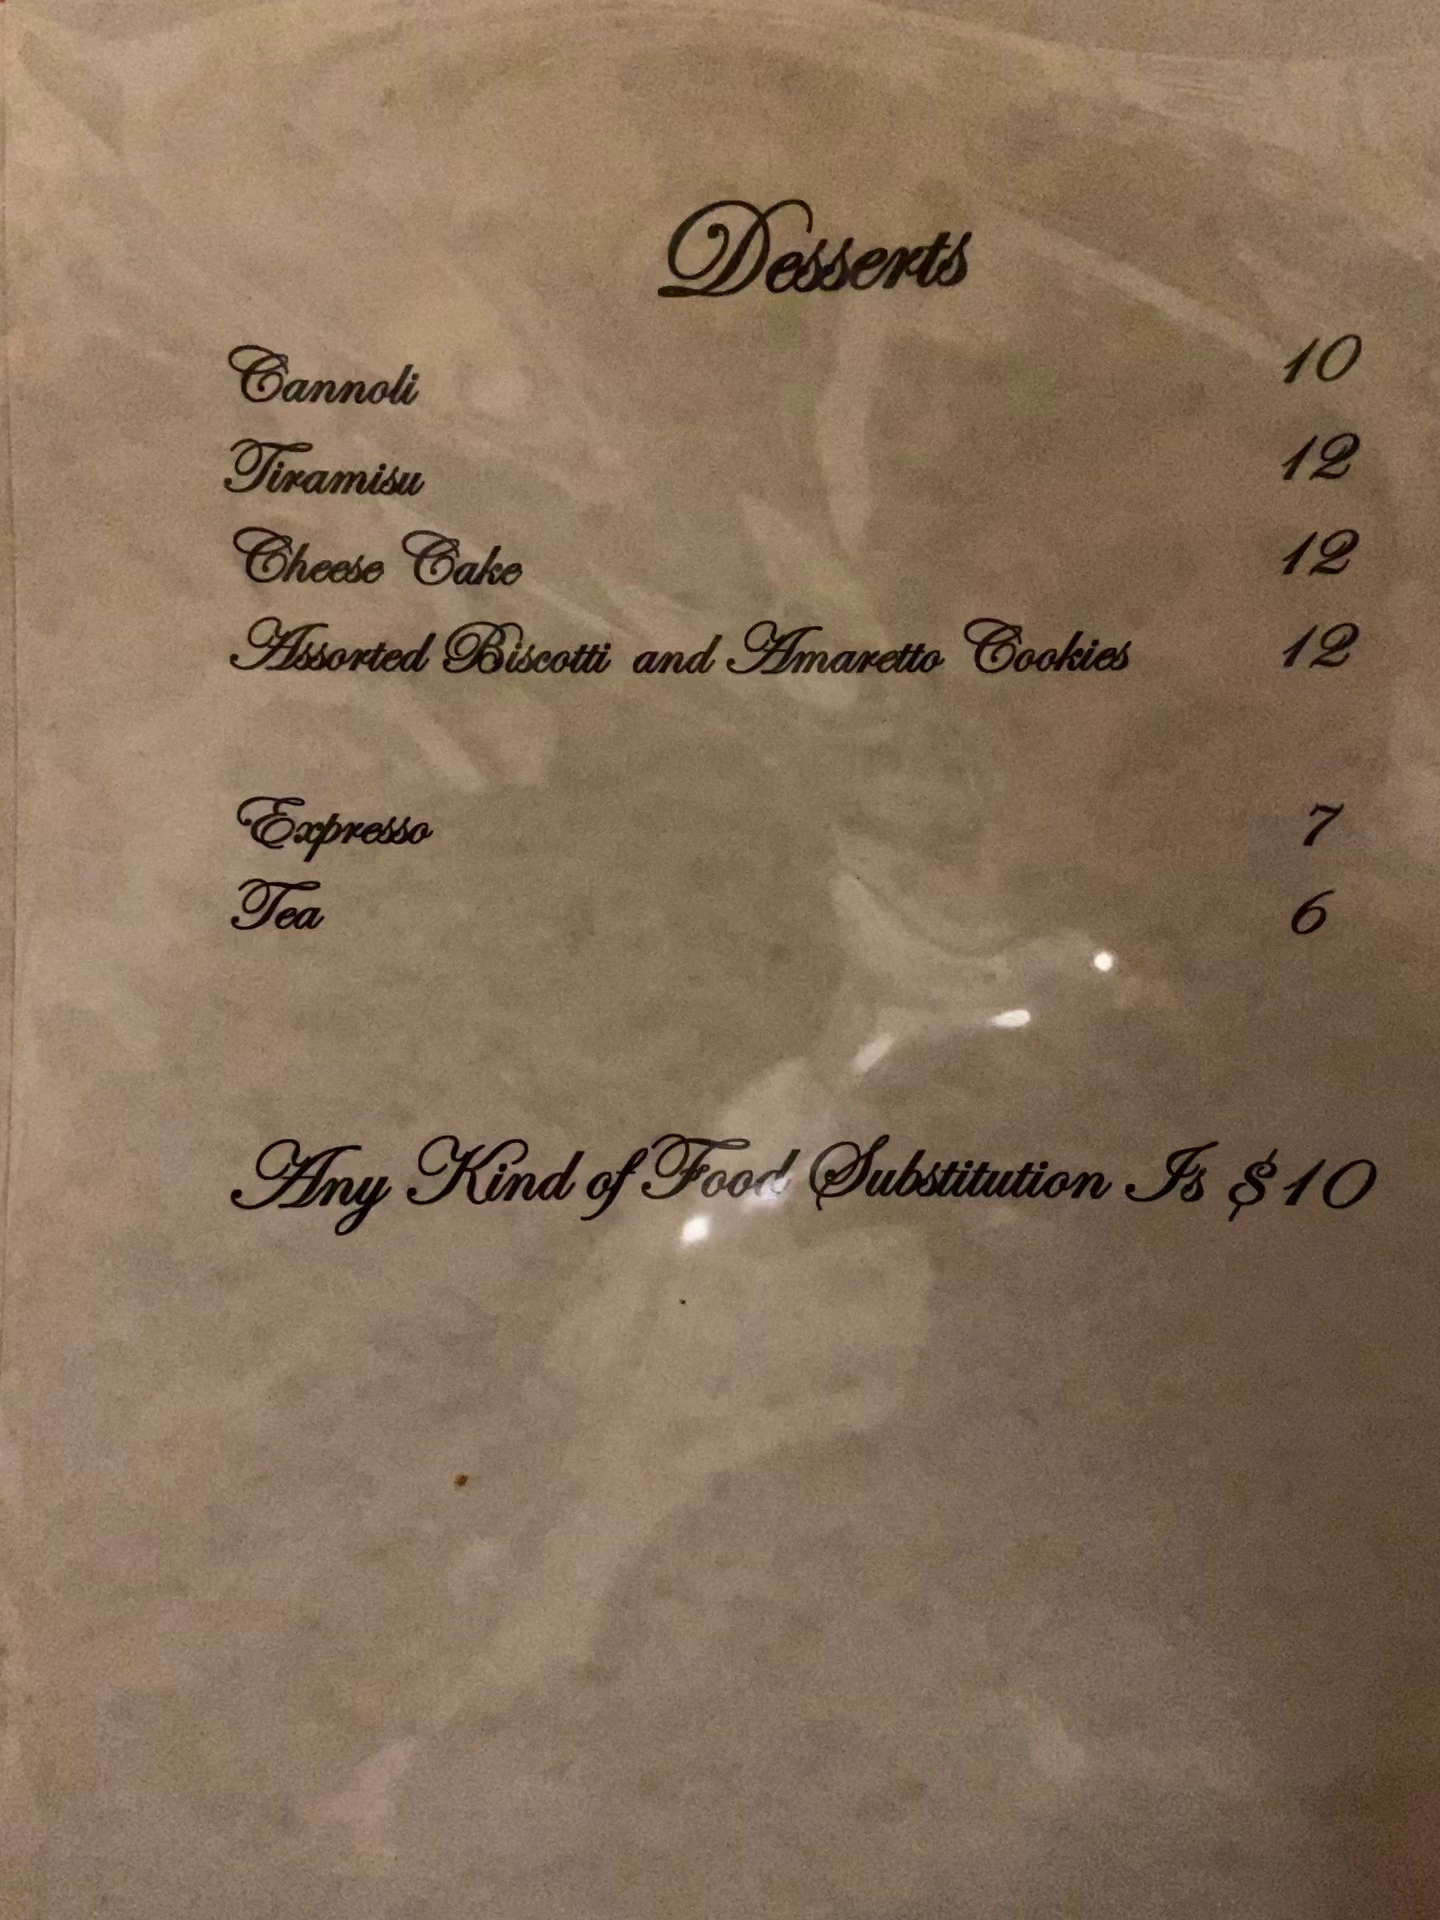 Desserts
Cannoli 10
Tiramisu 12
Cheese Cake 12
Assorted Biscotti and Amaretto Cookies 12
Expresso 7
Tea 6
Any Kind of Food Substitution Is $10